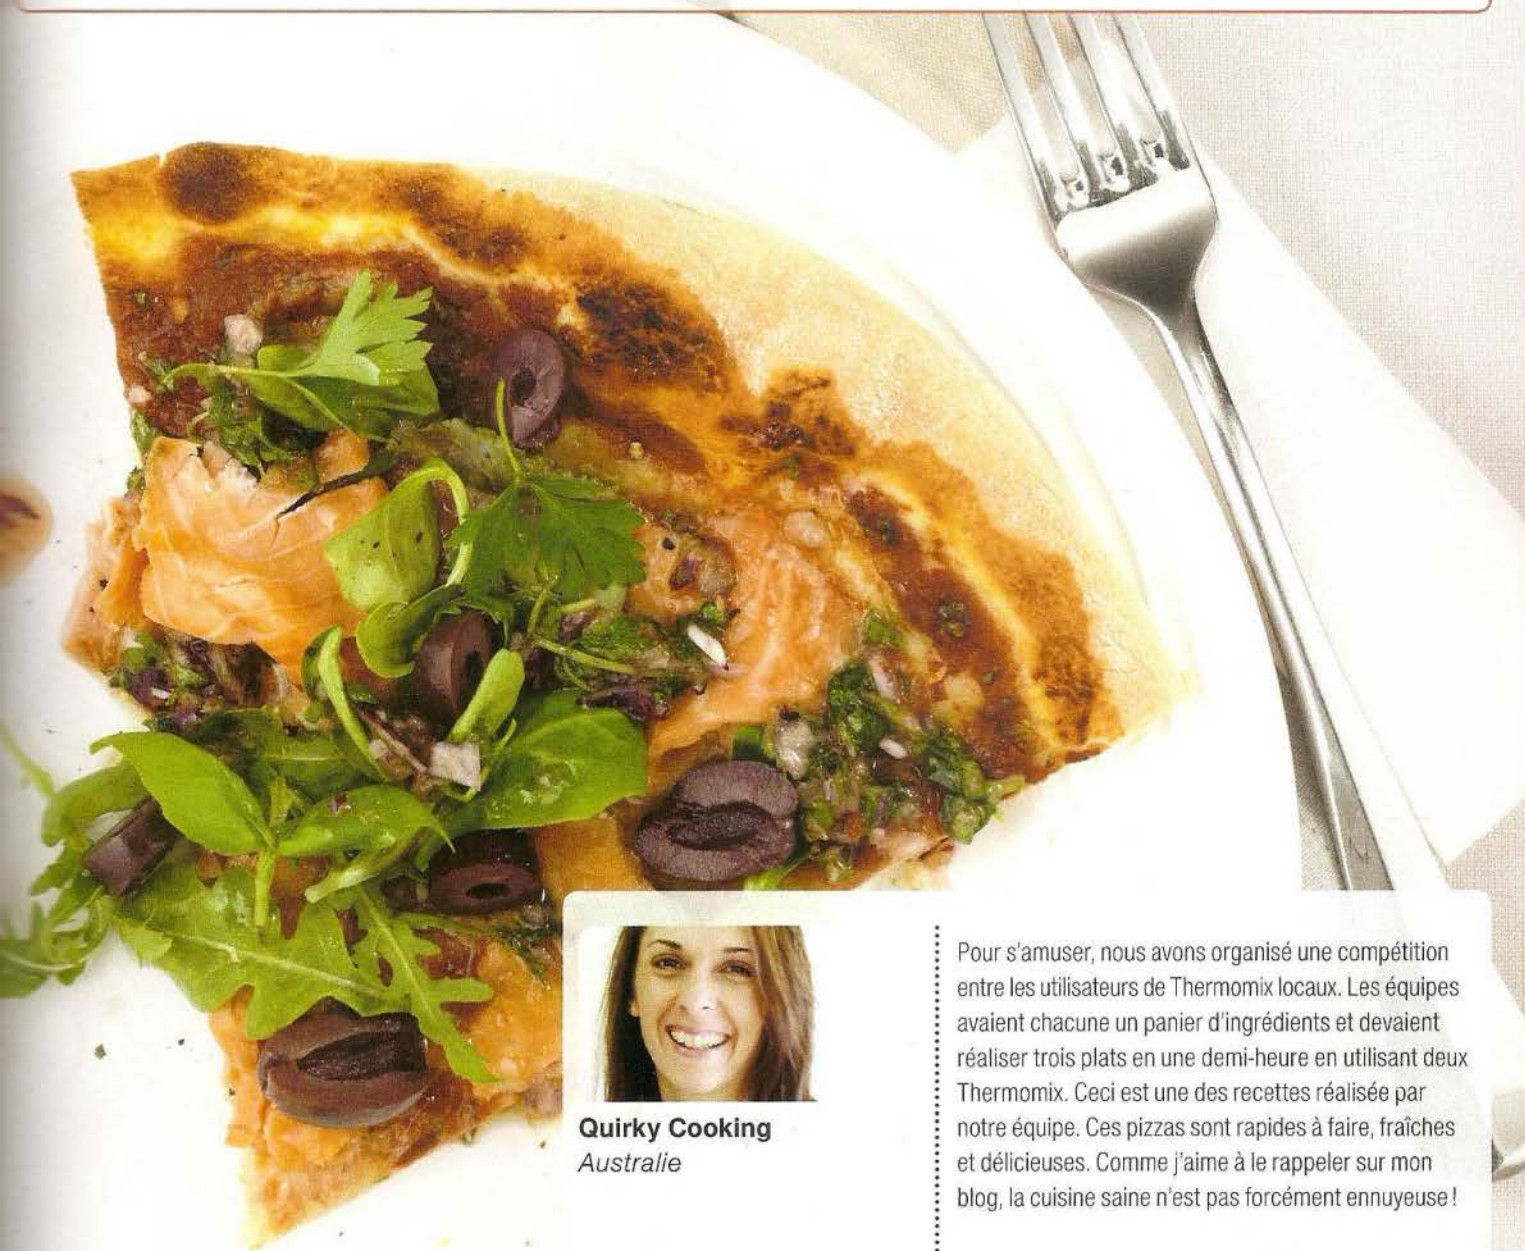 Quirky Cooking
Australie
Pour s'amuser, nous avons organisé une compétition
entre les utilisateurs de Thermomix locaux. Les équipes
avaient chacune un panier d'ingrédients et devaient
réaliser trois plats en une demi-heure en utilisant deux
Thermomix. Ceci est une des recettes réalisée par
notre équipe. Ces pizzas sont rapides à faire, fraîches
et délicieuses. Comme j'aime à le rappeler sur mon
blog, la cuisine saine n'est pas forcément ennuyeuse !